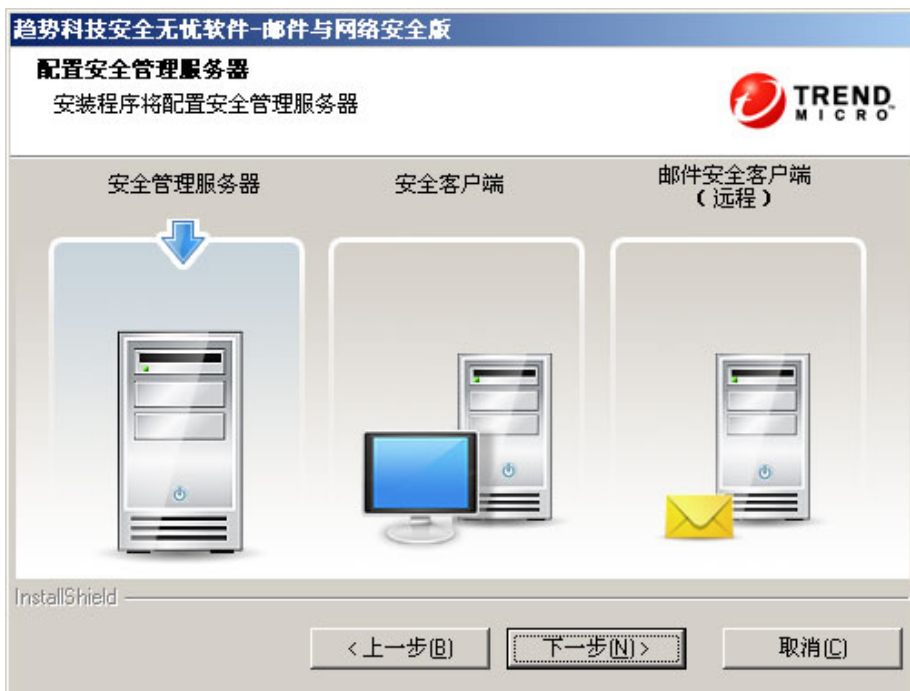 趋势科技安全无忧软件-邮件与网络安全版
配置安全管理服务器
安装程序将配置安全管理服务器
TREND
MICRO
安全管理服务器
安全客户端
邮件安全客户端
（远程）
InstallShield
<上一步(B)
下一步(N)>
取消(C)